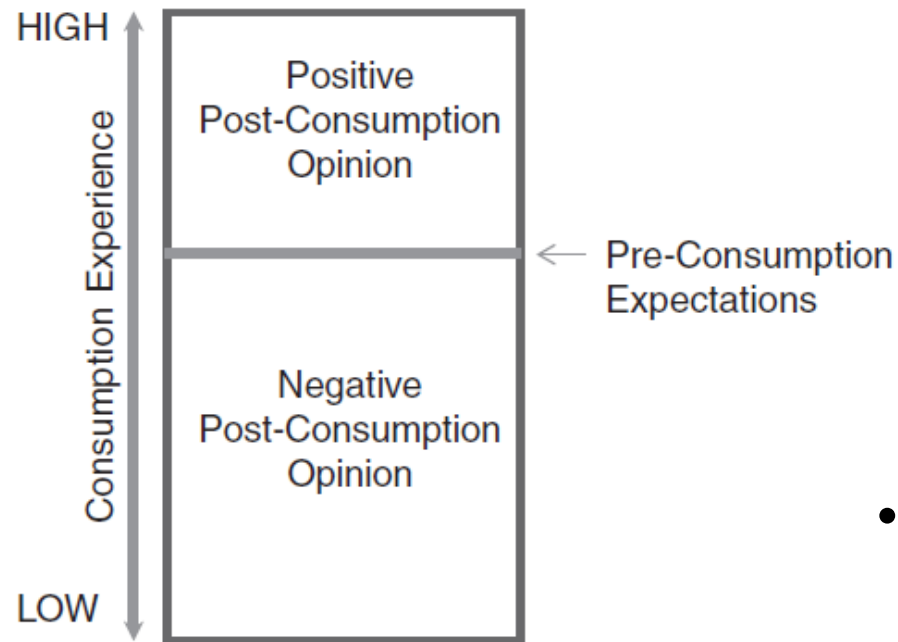 HIGH
Positive
Post-Consumption
Opinion
Consumption Experience
Pre-Consumption
Expectations
Negative
Post-Consumption
Opinion
•
LOW